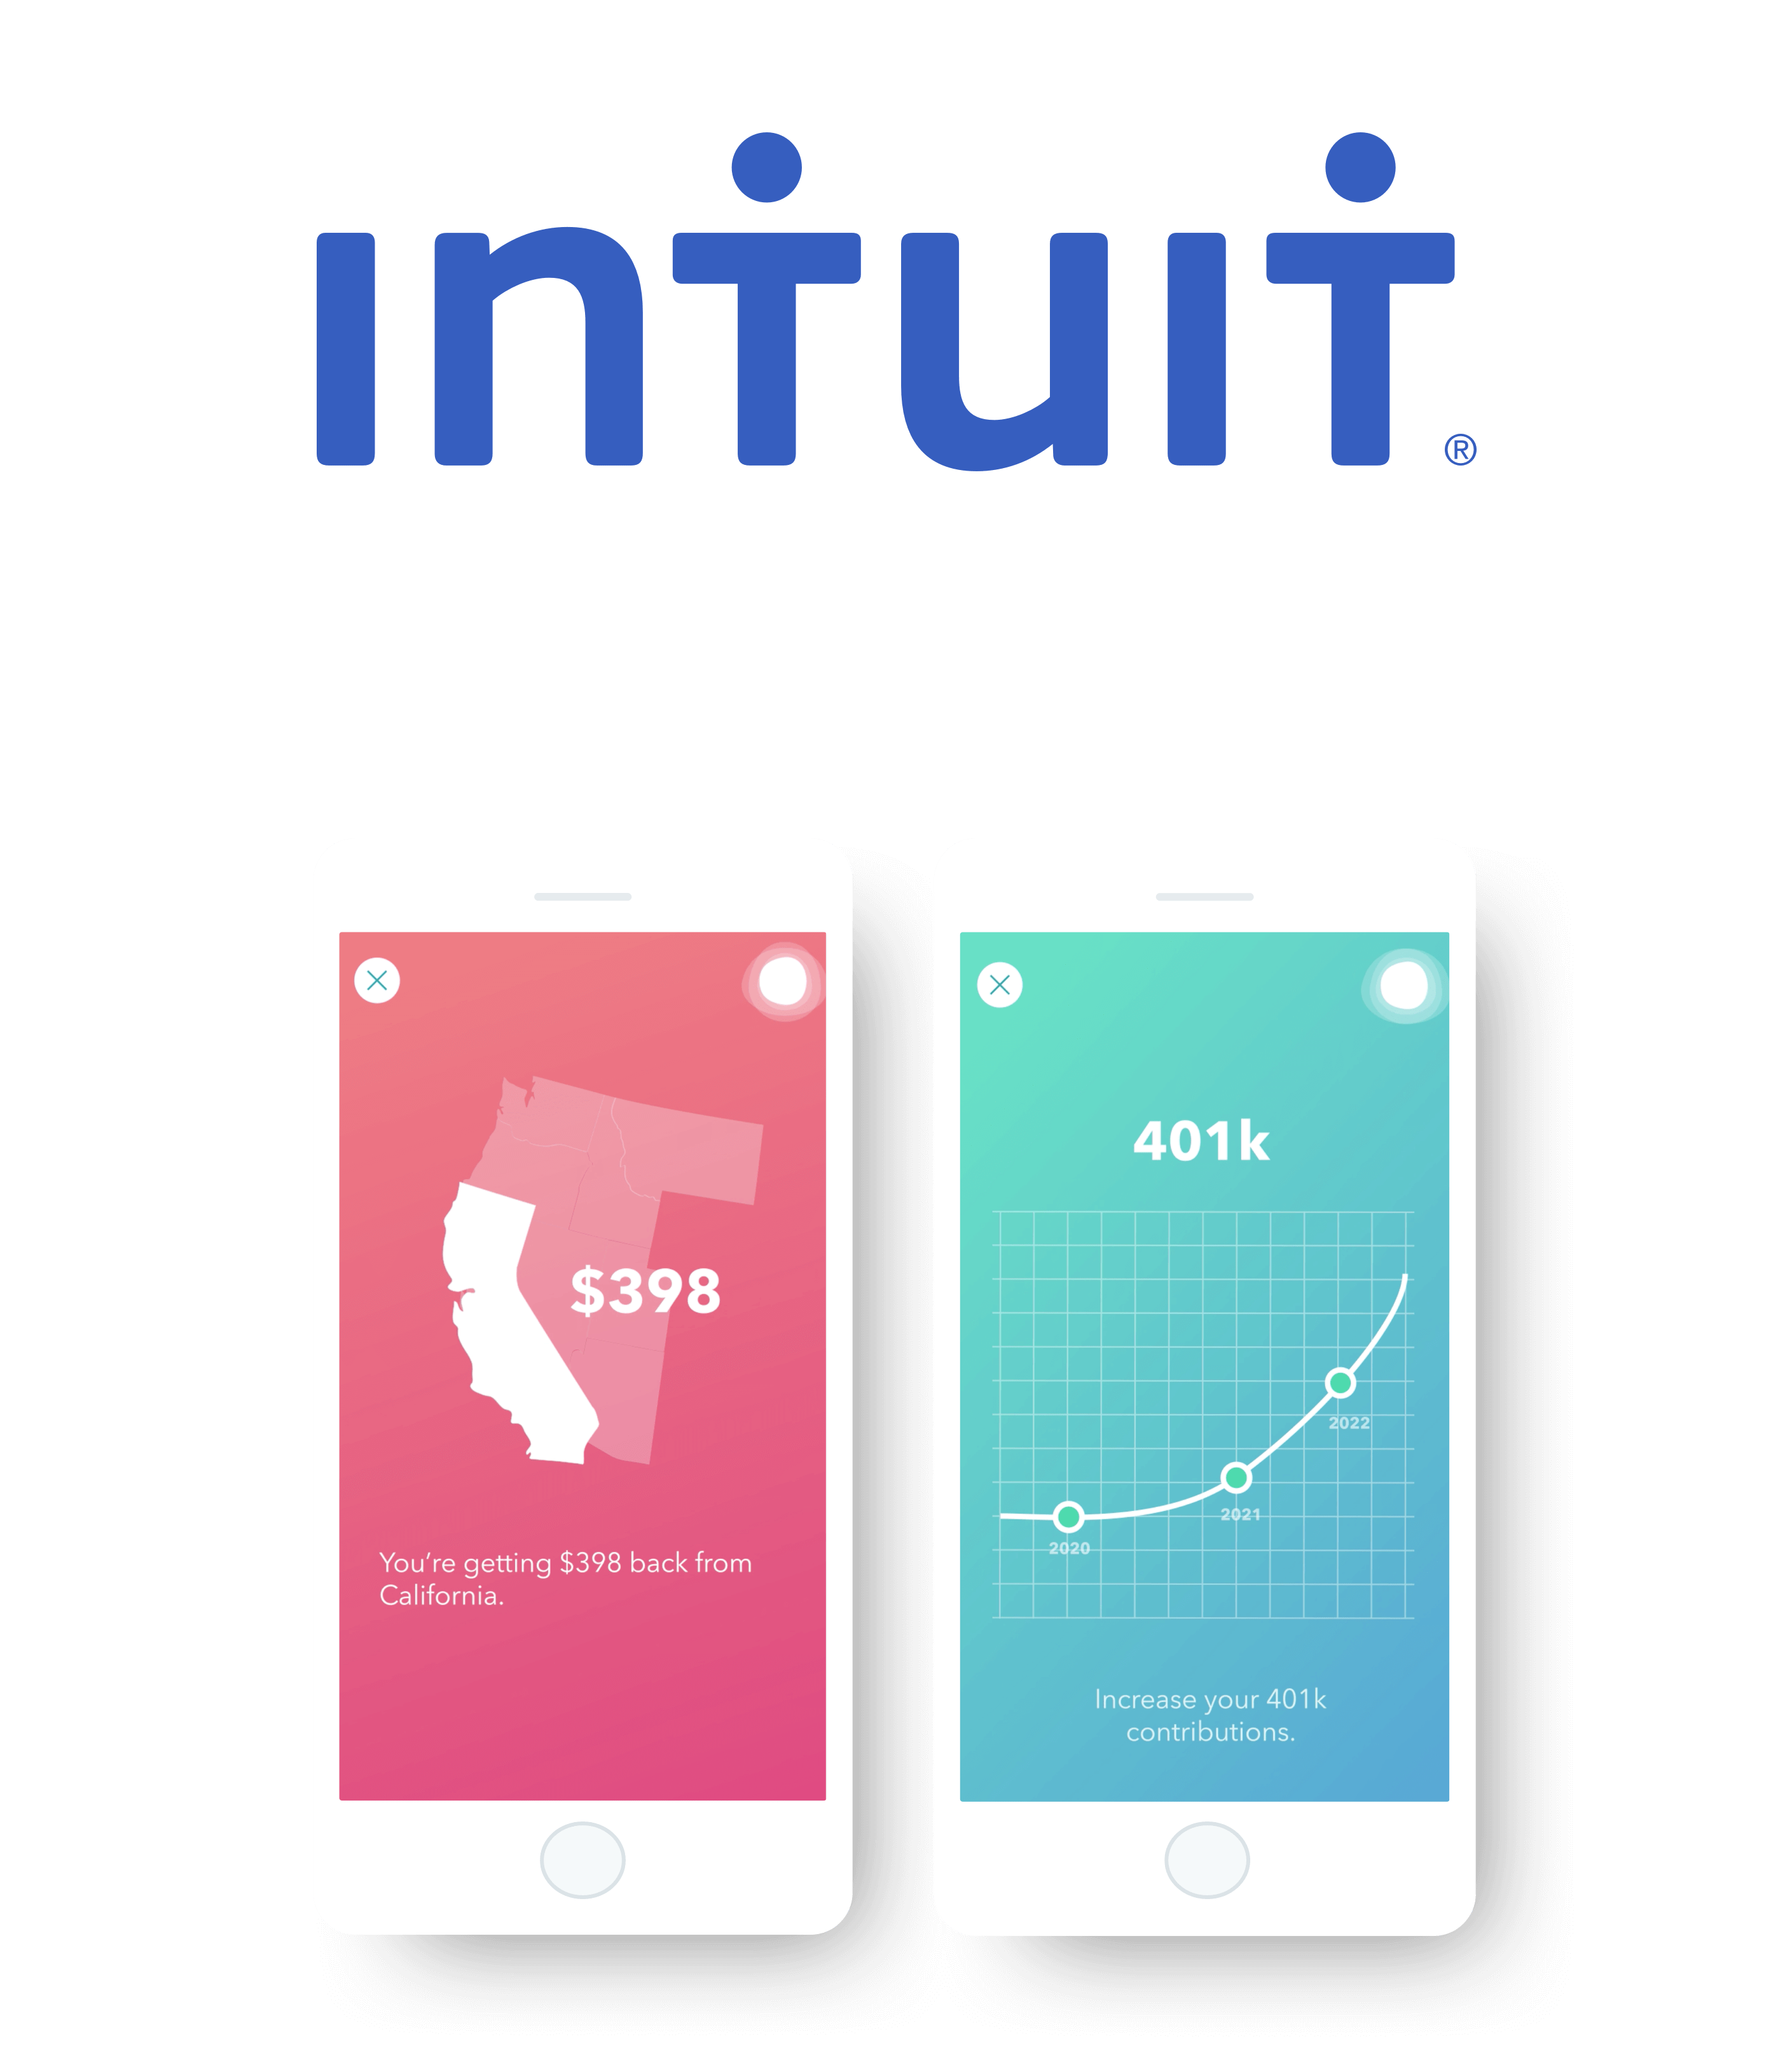 intuit®
$398
You’re getting $398 back from
California.
401k
2022
2021
2020
Increase your 401k
contributions.